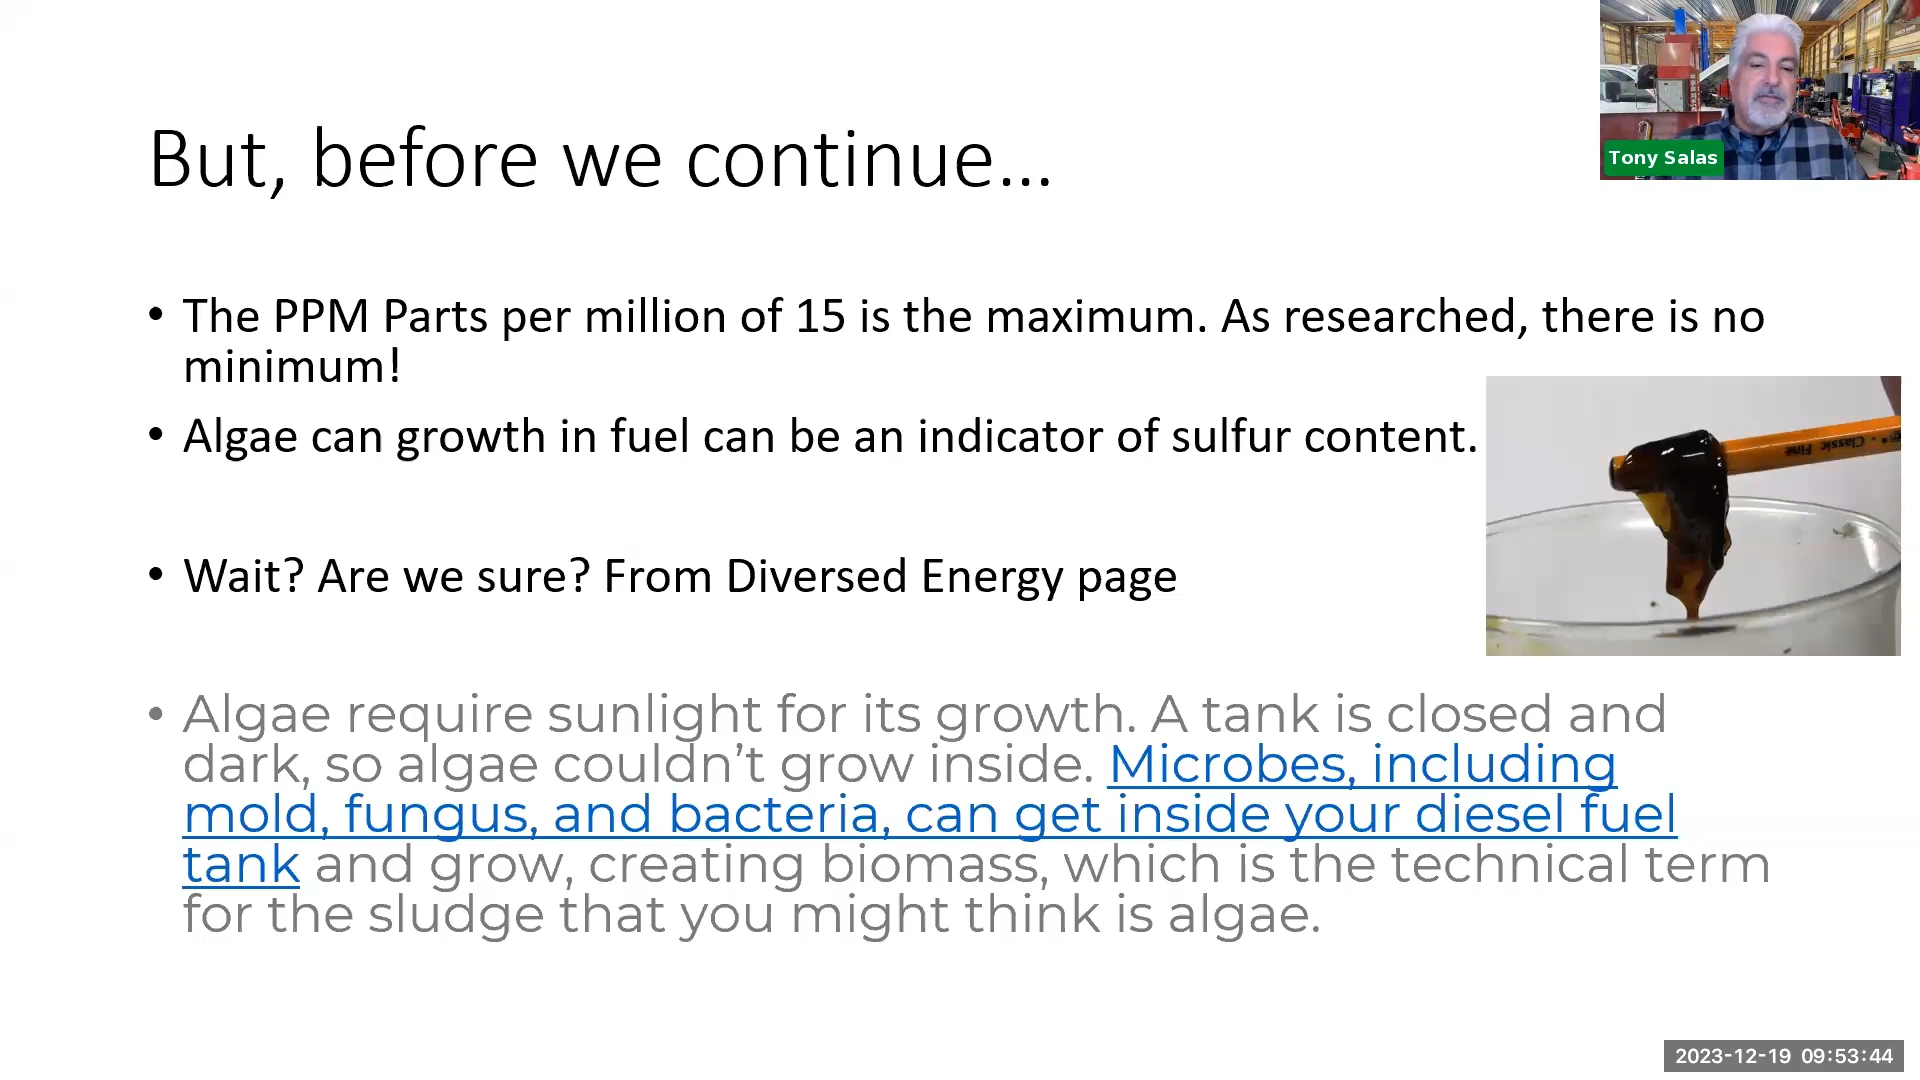 Tony Salas
But, before we continue...
• The PPM Parts per million of 15 is the maximum. As researched, there is no
minimum!
• Algae can growth in fuel can be an indicator of sulfur content.
Classic Fine
• Wait? Are we sure? From Diversed Energy page
• Algae require sunlight for its growth. A tank is closed and
dark, so algae couldn’t grow inside. Microbes, including
mold, fungus, and bacteria, can get inside your diesel fuel
tank and grow, creating biomass, which is the technical term
for the sludge that you might think is algae.
2023-12-19 09:53:44